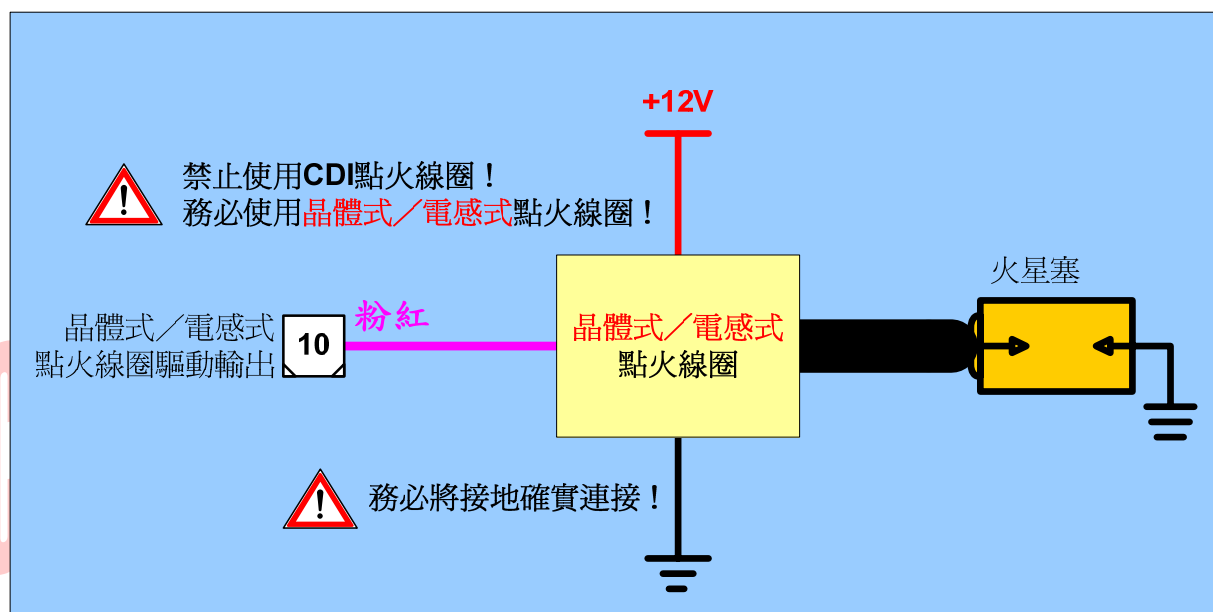 +12V
禁止使用CDI點火線圈！
務必使用晶體式／電感式點火線圈！
火星塞
粉紅
晶體式／電感式
點火線圈驅動輸出
10
晶體式／電感式
點火線圈
務必將接地確實連接！